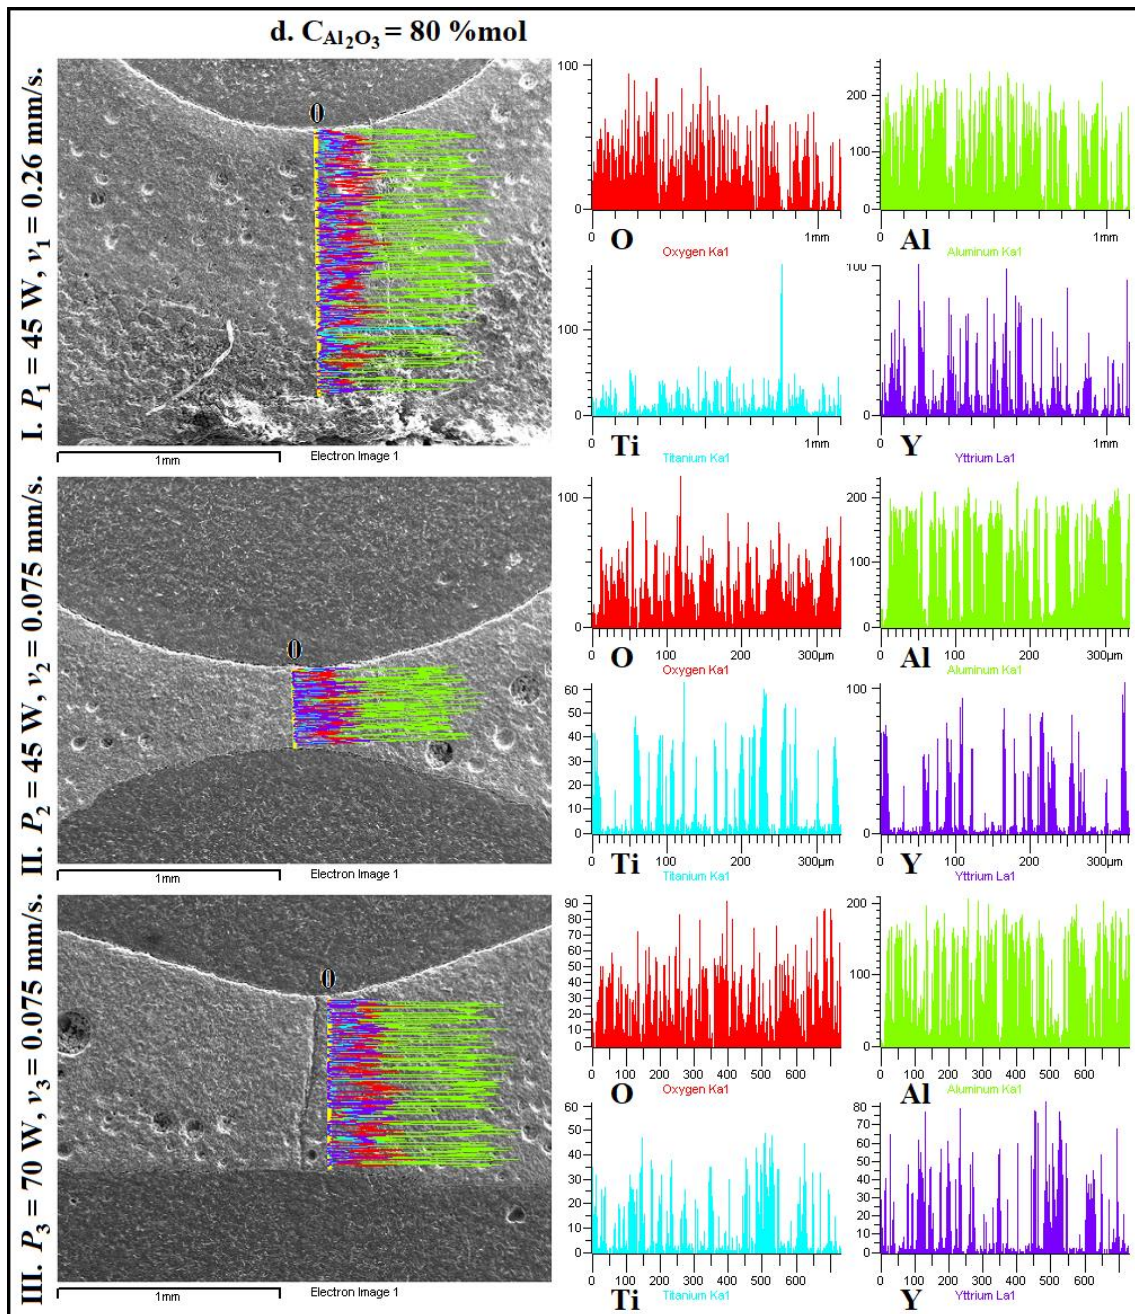 d. C_Al2O3 = 80 %mol
I. P1 = 45 W, v1 = 0.26 mm/s.
0
1mm
Electron Image 1
100
0
0
1mm
O
Oxygen Ka1
200
100
0
0
1mm
Al
Aluminum Ka1
100
0
0
1mm
Ti
Titanium Ka1
100
0
0
1mm
Y
Yttrium La1
II. P2 = 45 W, v2 = 0.075 mm/s.
0
1mm
Electron Image 1
100
0
0 100 200 300µm
O
Oxygen Ka1
200
100
0
0 100 200 300µm
Al
Aluminum Ka1
60
50
40
30
20
10
0
0 100 200 300µm
Ti
Titanium Ka1
100
50
0
0 100 200 300µm
Y
Yttrium La1
III. P3 = 70 W, v3 = 0.075 mm/s.
0
1mm
Electron Image 1
90
80
70
60
50
40
30
20
10
0
0 100 200 300 400 500 600
O
Oxygen Ka1
200
100
0
0 100 200 300 400 500 600
Al
Aluminum Ka1
60
50
40
30
20
10
0
0 100 200 300 400 500 600
Ti
Titanium Ka1
80
70
60
50
40
30
20
10
0
0 100 200 300 400 500 600
Y
Yttrium La1